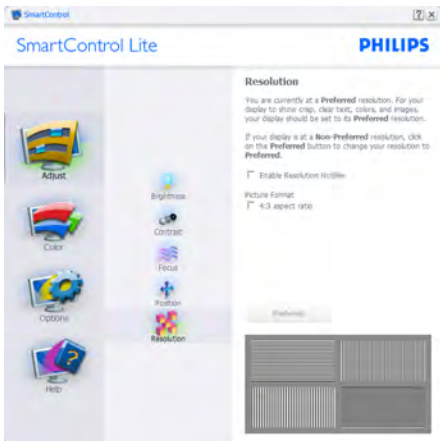 SmartControl
SmartControl Lite
PHILIPS
Adjust
Color
Options
Help
Brightness
Contrast
Focus
Position
Resolution
Resolution
You are currently at a Preferred resolution. For your
display to show crisp, clear text, colors, and images,
your display should be set to its Preferred resolution.
If your display is at a Non-Preferred resolution, click
on the Preferred button to change your resolution to
Preferred.
Enable Resolution Notifier
Picture Format
4:3 aspect ratio
Preferred